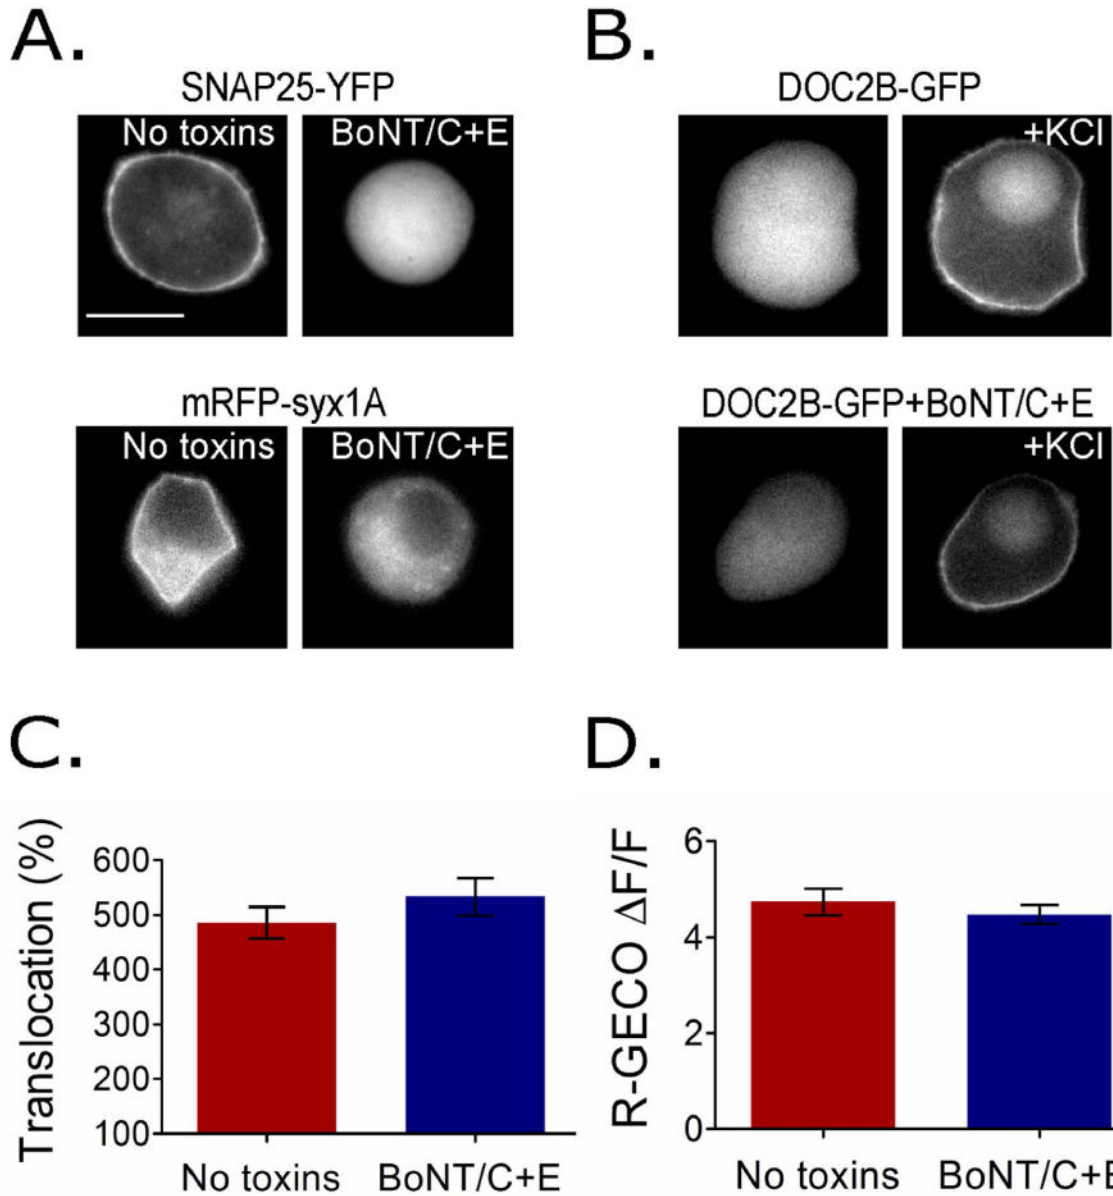 A.
SNAP25-YFP
No toxins
BoNT/C+E
mRFP-syx1A
No toxins
BoNT/C+E
B.
DOC2B-GFP
+KCl
DOC2B-GFP+BoNT/C+E
+KCl
C.
Translocation (%)
600
500
400
300
200
100
No toxins
BoNT/C+E
D.
R-GECO ΔF/F
6
4
2
0
No toxins
BoNT/C+E